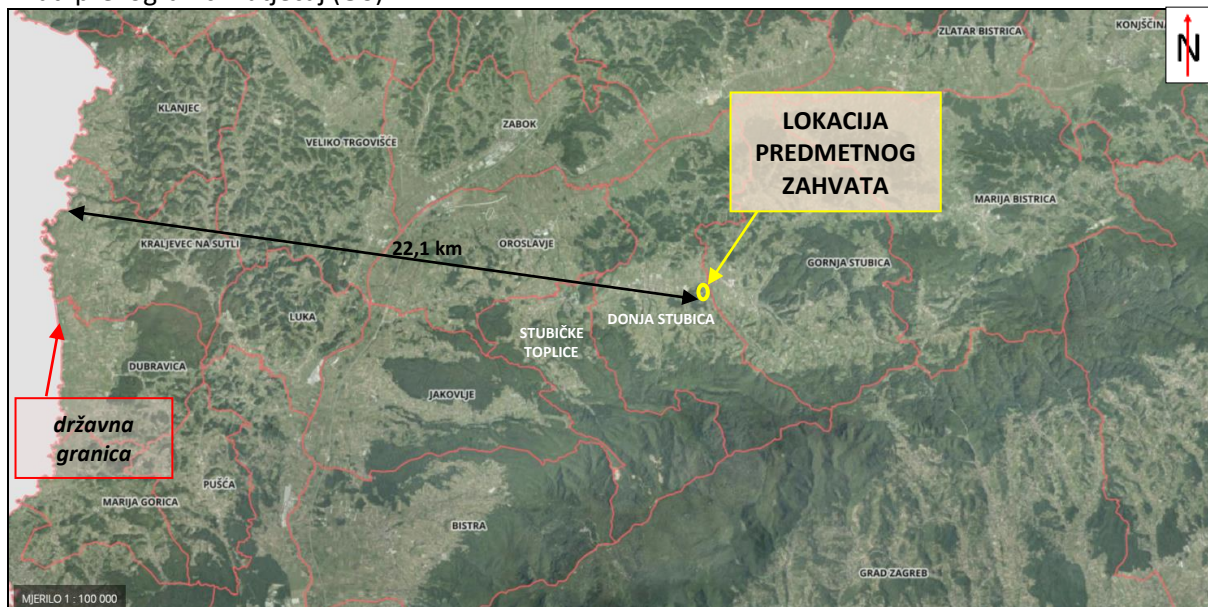 ZLATAR BISTRICA
KONJŠČINA
N
KLANJEC
ZABOK
VELIKO TRGOVIŠĆE
LOKACIJA
PREDMETNOG
ZAHVATA
MARIJA BISTRICA
KRALJEVEC NA SUTLI
22,1 km
OROSLAVJE
GORNJA STUBICA
LUKA
DONJA STUBICA
STUBIČKE
TOPLICE
DUBRAVICA
JAKOVLJE
državna
granica
PUŠĆA
MARIJA GORICA
BISTRA
GRAD ZAGREB
MJERILO 1 : 100 000